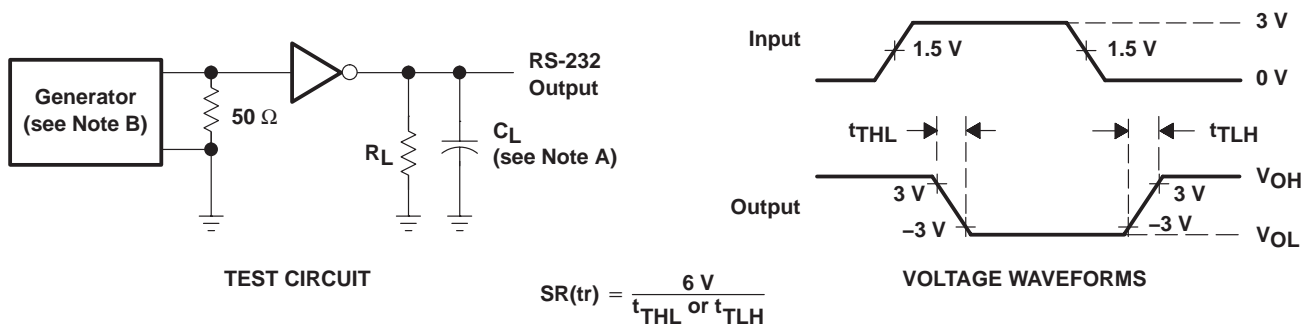 Generator
(see Note B)
50 Ω
RS-232
Output
RL
CL
(see Note A)
TEST CIRCUIT
Input
1.5 V
1.5 V
3 V
0 V
tTHL
tTLH
Output
3 V
–3 V
3 V
–3 V
VOH
VOL
VOLTAGE WAVEFORMS
SR(tr) = 6 V
tTHL or tTLH